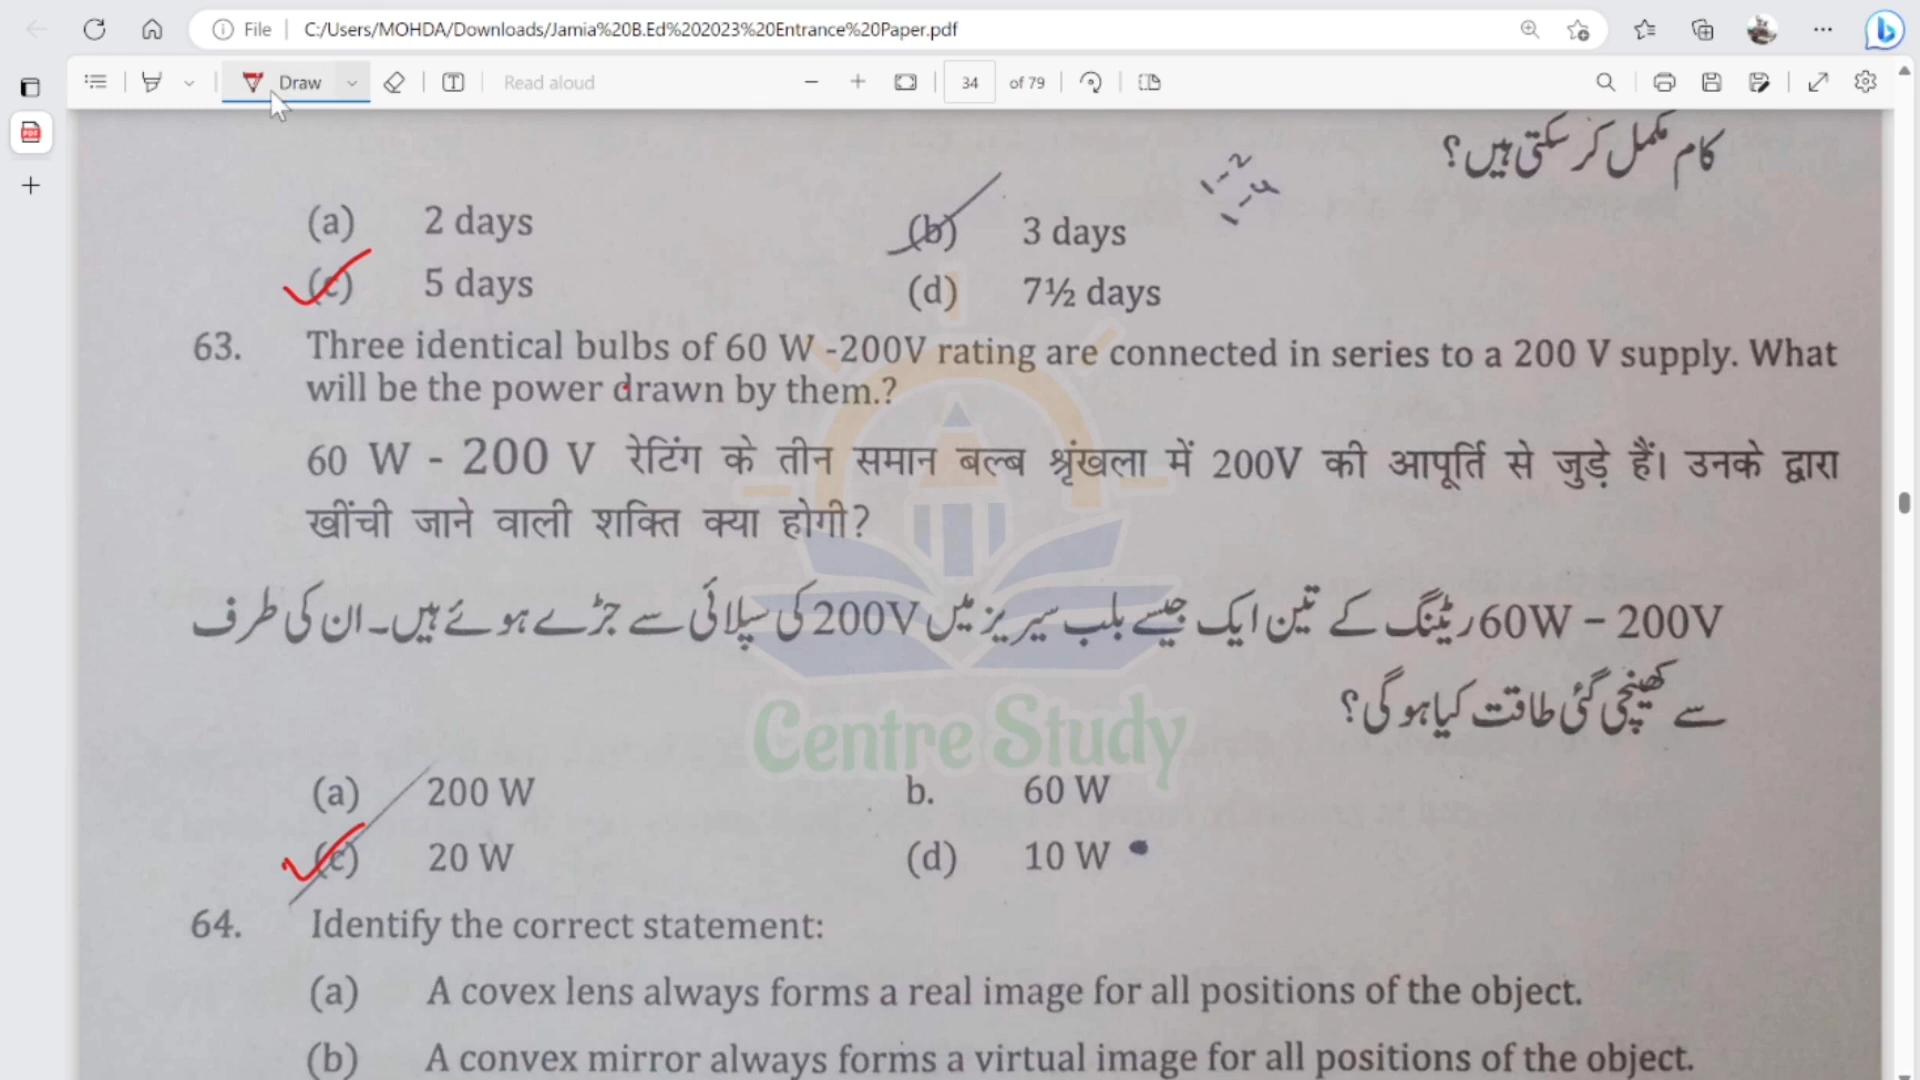 File C:/Users/MOHDA/Downloads/Jamia%20B.Ed%202023%20Entrance%20Paper.pdf
Draw Read aloud 34 of 79
کام مکمل کر سکتی ہیں؟
(a) 2 days (b) 3 days
(c) 5 days (d) 7½ days
63. Three identical bulbs of 60 W -200V rating are connected in series to a 200 V supply. What
will be the power drawn by them.?
60 W - 200 V रेटिंग के तीन समान बल्ब श्रृंखला में 200V की आपूर्ति से जुड़े हैं। उनके द्वारा
खींची जाने वाली शक्ति क्या होगी?
60W – 200V ریٹنگ کے تین ایک جیسے بلب سیریز میں 200V کی سپلائی سے جڑے ہوئے ہیں۔ ان کی طرف
سے کھینچی گئی طاقت کیا ہو گی؟
Centre Study
(a) 200 W b. 60 W
(c) 20 W (d) 10 W
64. Identify the correct statement:
(a) A covex lens always forms a real image for all positions of the object.
(b) A convex mirror always forms a virtual image for all positions of the object.